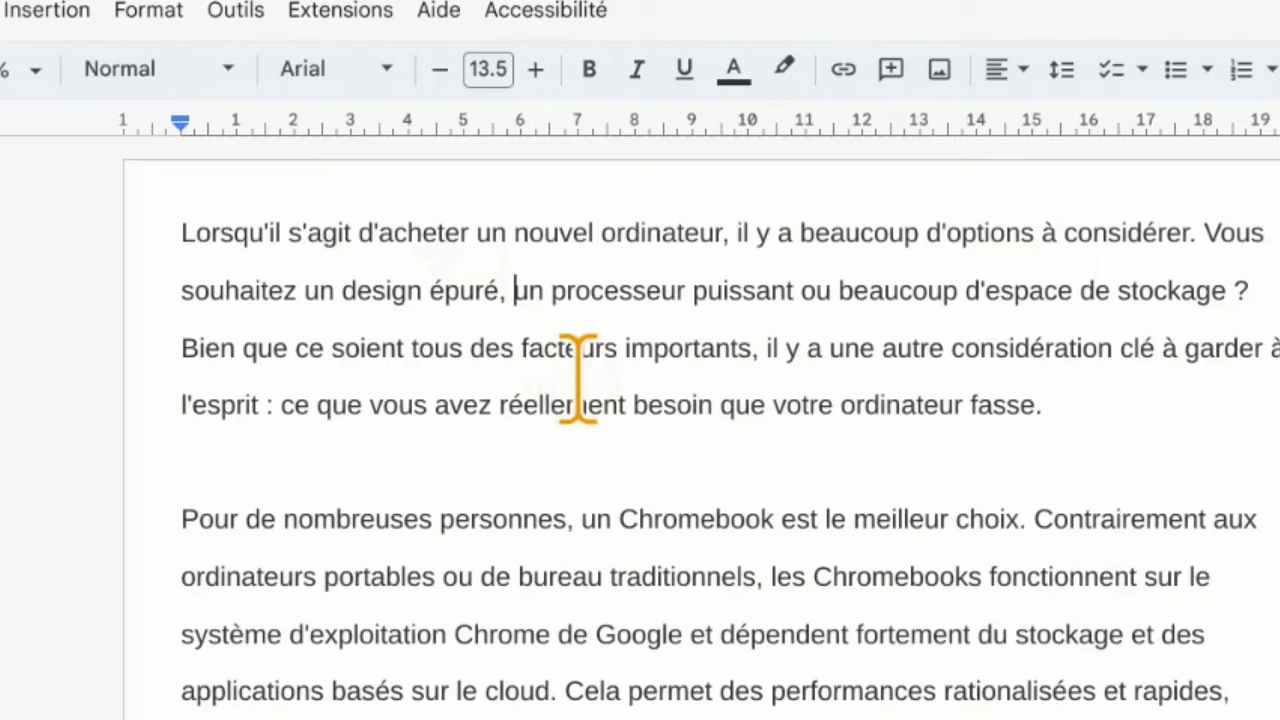 Insertion Format Outils Extensions Aide Accessibilité
% Normal Arial − 13.5 + B I U A
1 1 2 3 4 5 6 7 8 9 10 11 12 13 14 15 16 17 18 19
Lorsqu'il s'agit d'acheter un nouvel ordinateur, il y a beaucoup d'options à considérer. Vous
souhaitez un design épuré, un processeur puissant ou beaucoup d'espace de stockage ?
Bien que ce soient tous des facteurs importants, il y a une autre considération clé à garder à
l'esprit : ce que vous avez réellement besoin que votre ordinateur fasse.
Pour de nombreuses personnes, un Chromebook est le meilleur choix. Contrairement aux
ordinateurs portables ou de bureau traditionnels, les Chromebooks fonctionnent sur le
système d'exploitation Chrome de Google et dépendent fortement du stockage et des
applications basés sur le cloud. Cela permet des performances rationalisées et rapides,